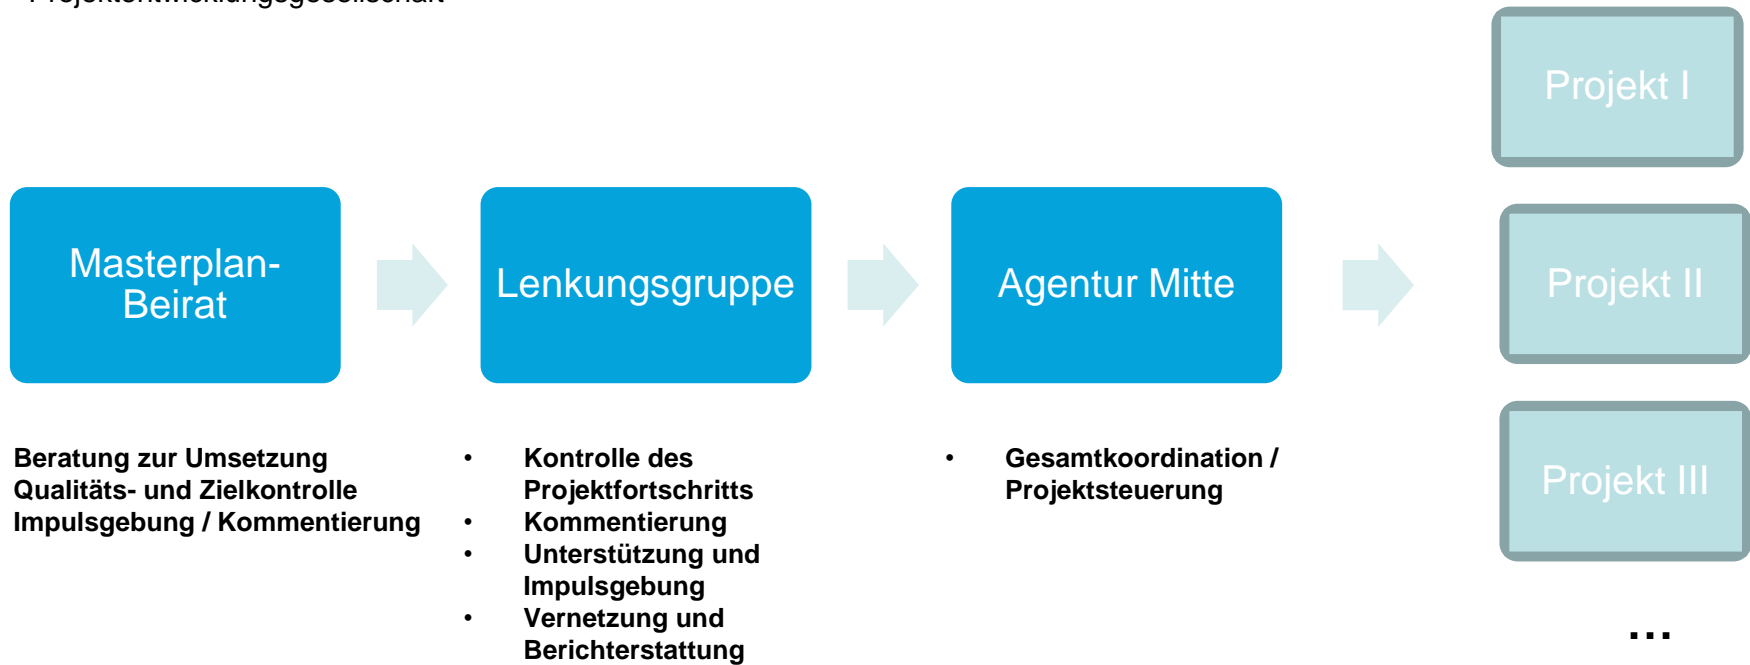 Projektentwicklungsgesellschaft
Projekt I
Masterplan-
Beirat
Lenkungsgruppe
Agentur Mitte
Projekt II
Projekt III
Beratung zur Umsetzung
Qualitäts- und Zielkontrolle
Impulsgebung / Kommentierung
• Kontrolle des
Projektfortschritts
• Kommentierung
• Unterstützung und
Impulsgebung
• Vernetzung und
Berichterstattung
• Gesamtkoordination /
Projektsteuerung
...